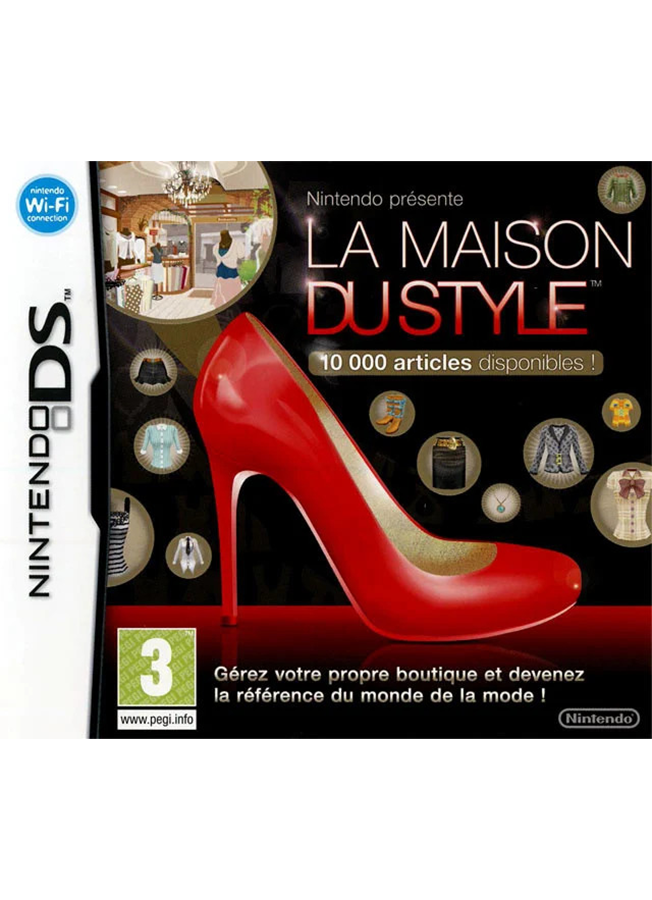 nintendo
Wi-Fi
connection
NINTENDO DS™
Nintendo présente
LA MAISON
DU STYLE™
10 000 articles disponibles !
3
www.pegi.info
Gérez votre propre boutique et devenez
la référence du monde de la mode !
Nintendo